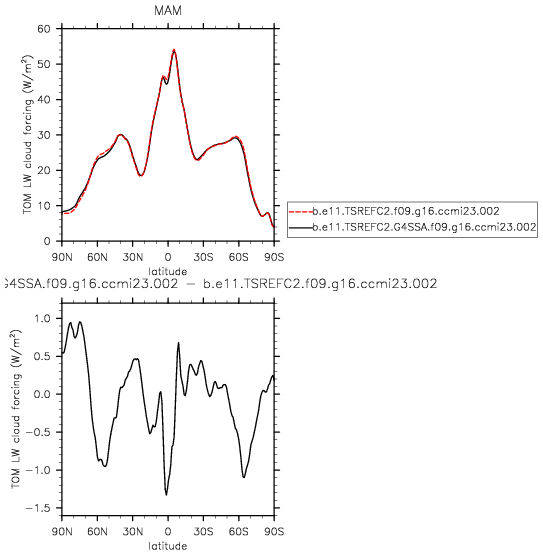 MAM
60
50
40
30
20
10
0
TOM LW cloud forcing (W/m²)
90N 60N 30N 0 30S 60S 90S
latitude
b.e11.TSREFC2.f09.g16.ccmi23.002
b.e11.TSREFC2.G4SSA.f09.g16.ccmi23.002
G4SSA.f09.g16.ccmi23.002 − b.e11.TSREFC2.f09.g16.ccmi23.002
1.0
0.5
0.0
−0.5
−1.0
−1.5
TOM LW cloud forcing (W/m²)
90N 60N 30N 0 30S 60S 90S
latitude